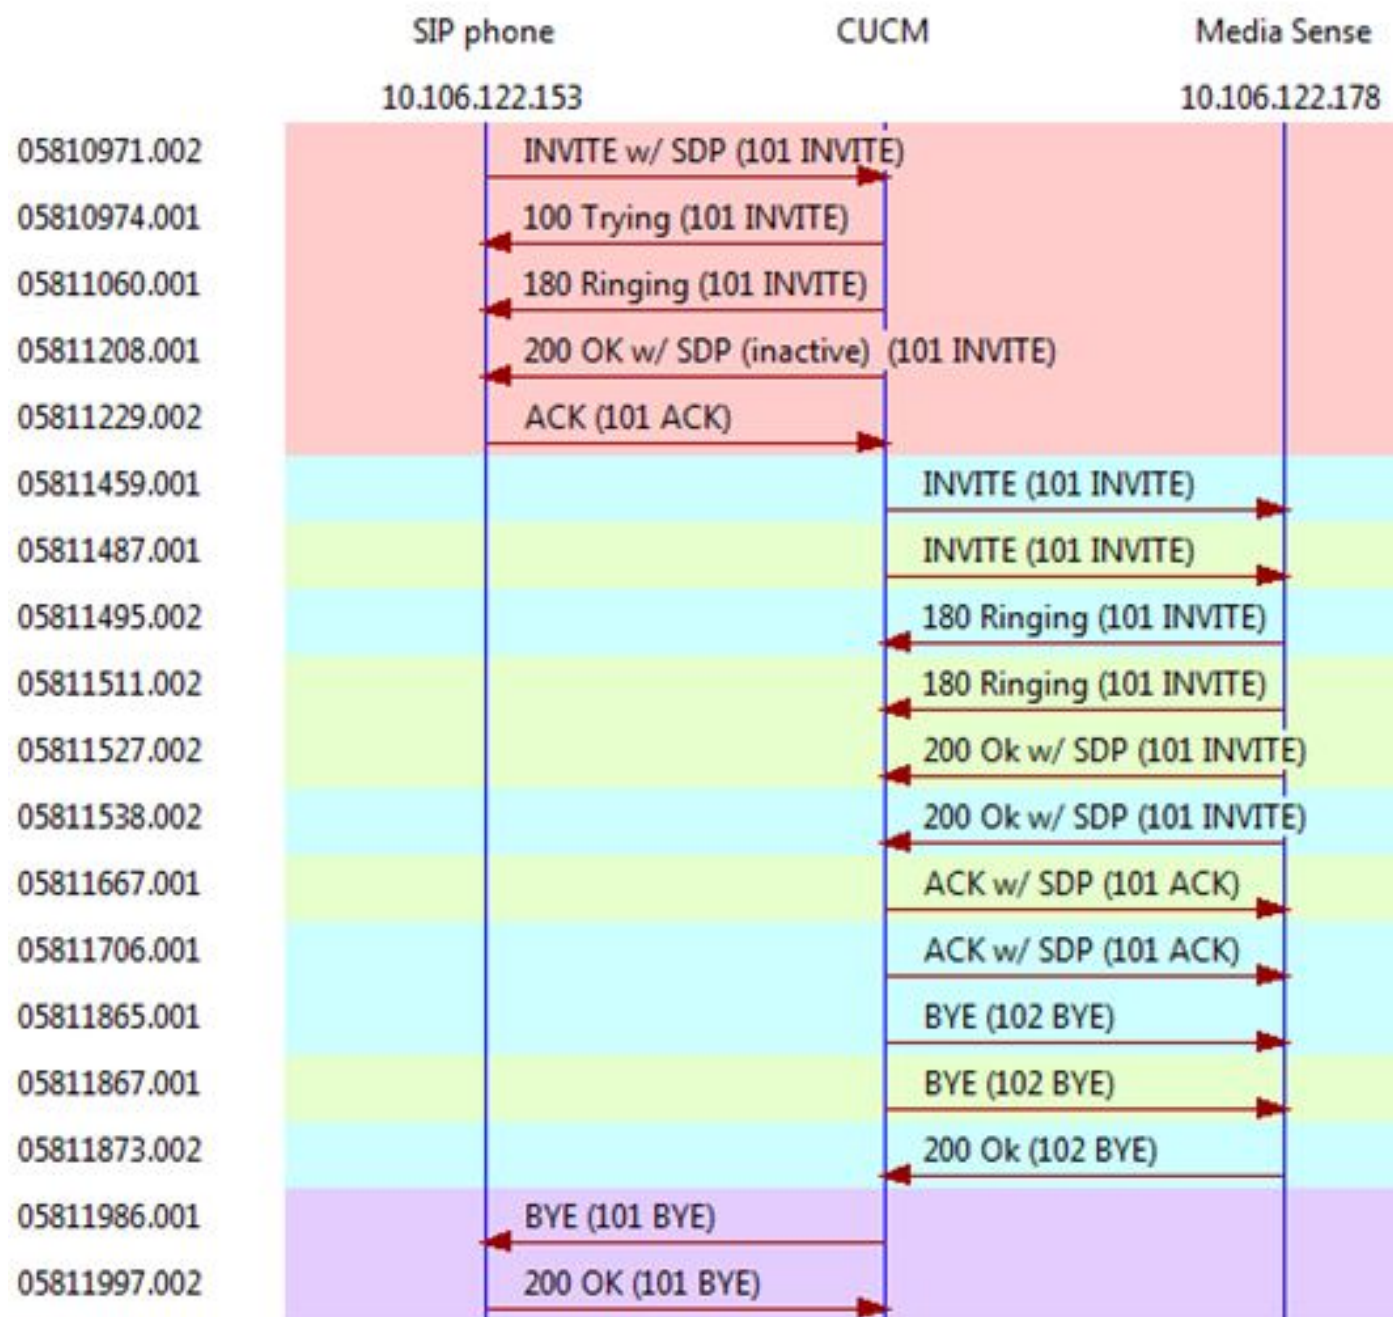 SIP phone CUCM Media Sense
10.106.122.153 10.106.122.178
05810971.002 INVITE w/ SDP (101 INVITE)
05810974.001 100 Trying (101 INVITE)
05811060.001 180 Ringing (101 INVITE)
05811208.001 200 OK w/ SDP (inactive) (101 INVITE)
05811229.002 ACK (101 ACK)
05811459.001 INVITE (101 INVITE)
05811487.001 INVITE (101 INVITE)
05811495.002 180 Ringing (101 INVITE)
05811511.002 180 Ringing (101 INVITE)
05811527.002 200 Ok w/ SDP (101 INVITE)
05811538.002 200 Ok w/ SDP (101 INVITE)
05811667.001 ACK w/ SDP (101 ACK)
05811706.001 ACK w/ SDP (101 ACK)
05811865.001 BYE (102 BYE)
05811867.001 BYE (102 BYE)
05811873.002 200 Ok (102 BYE)
05811986.001 BYE (101 BYE)
05811997.002 200 OK (101 BYE)